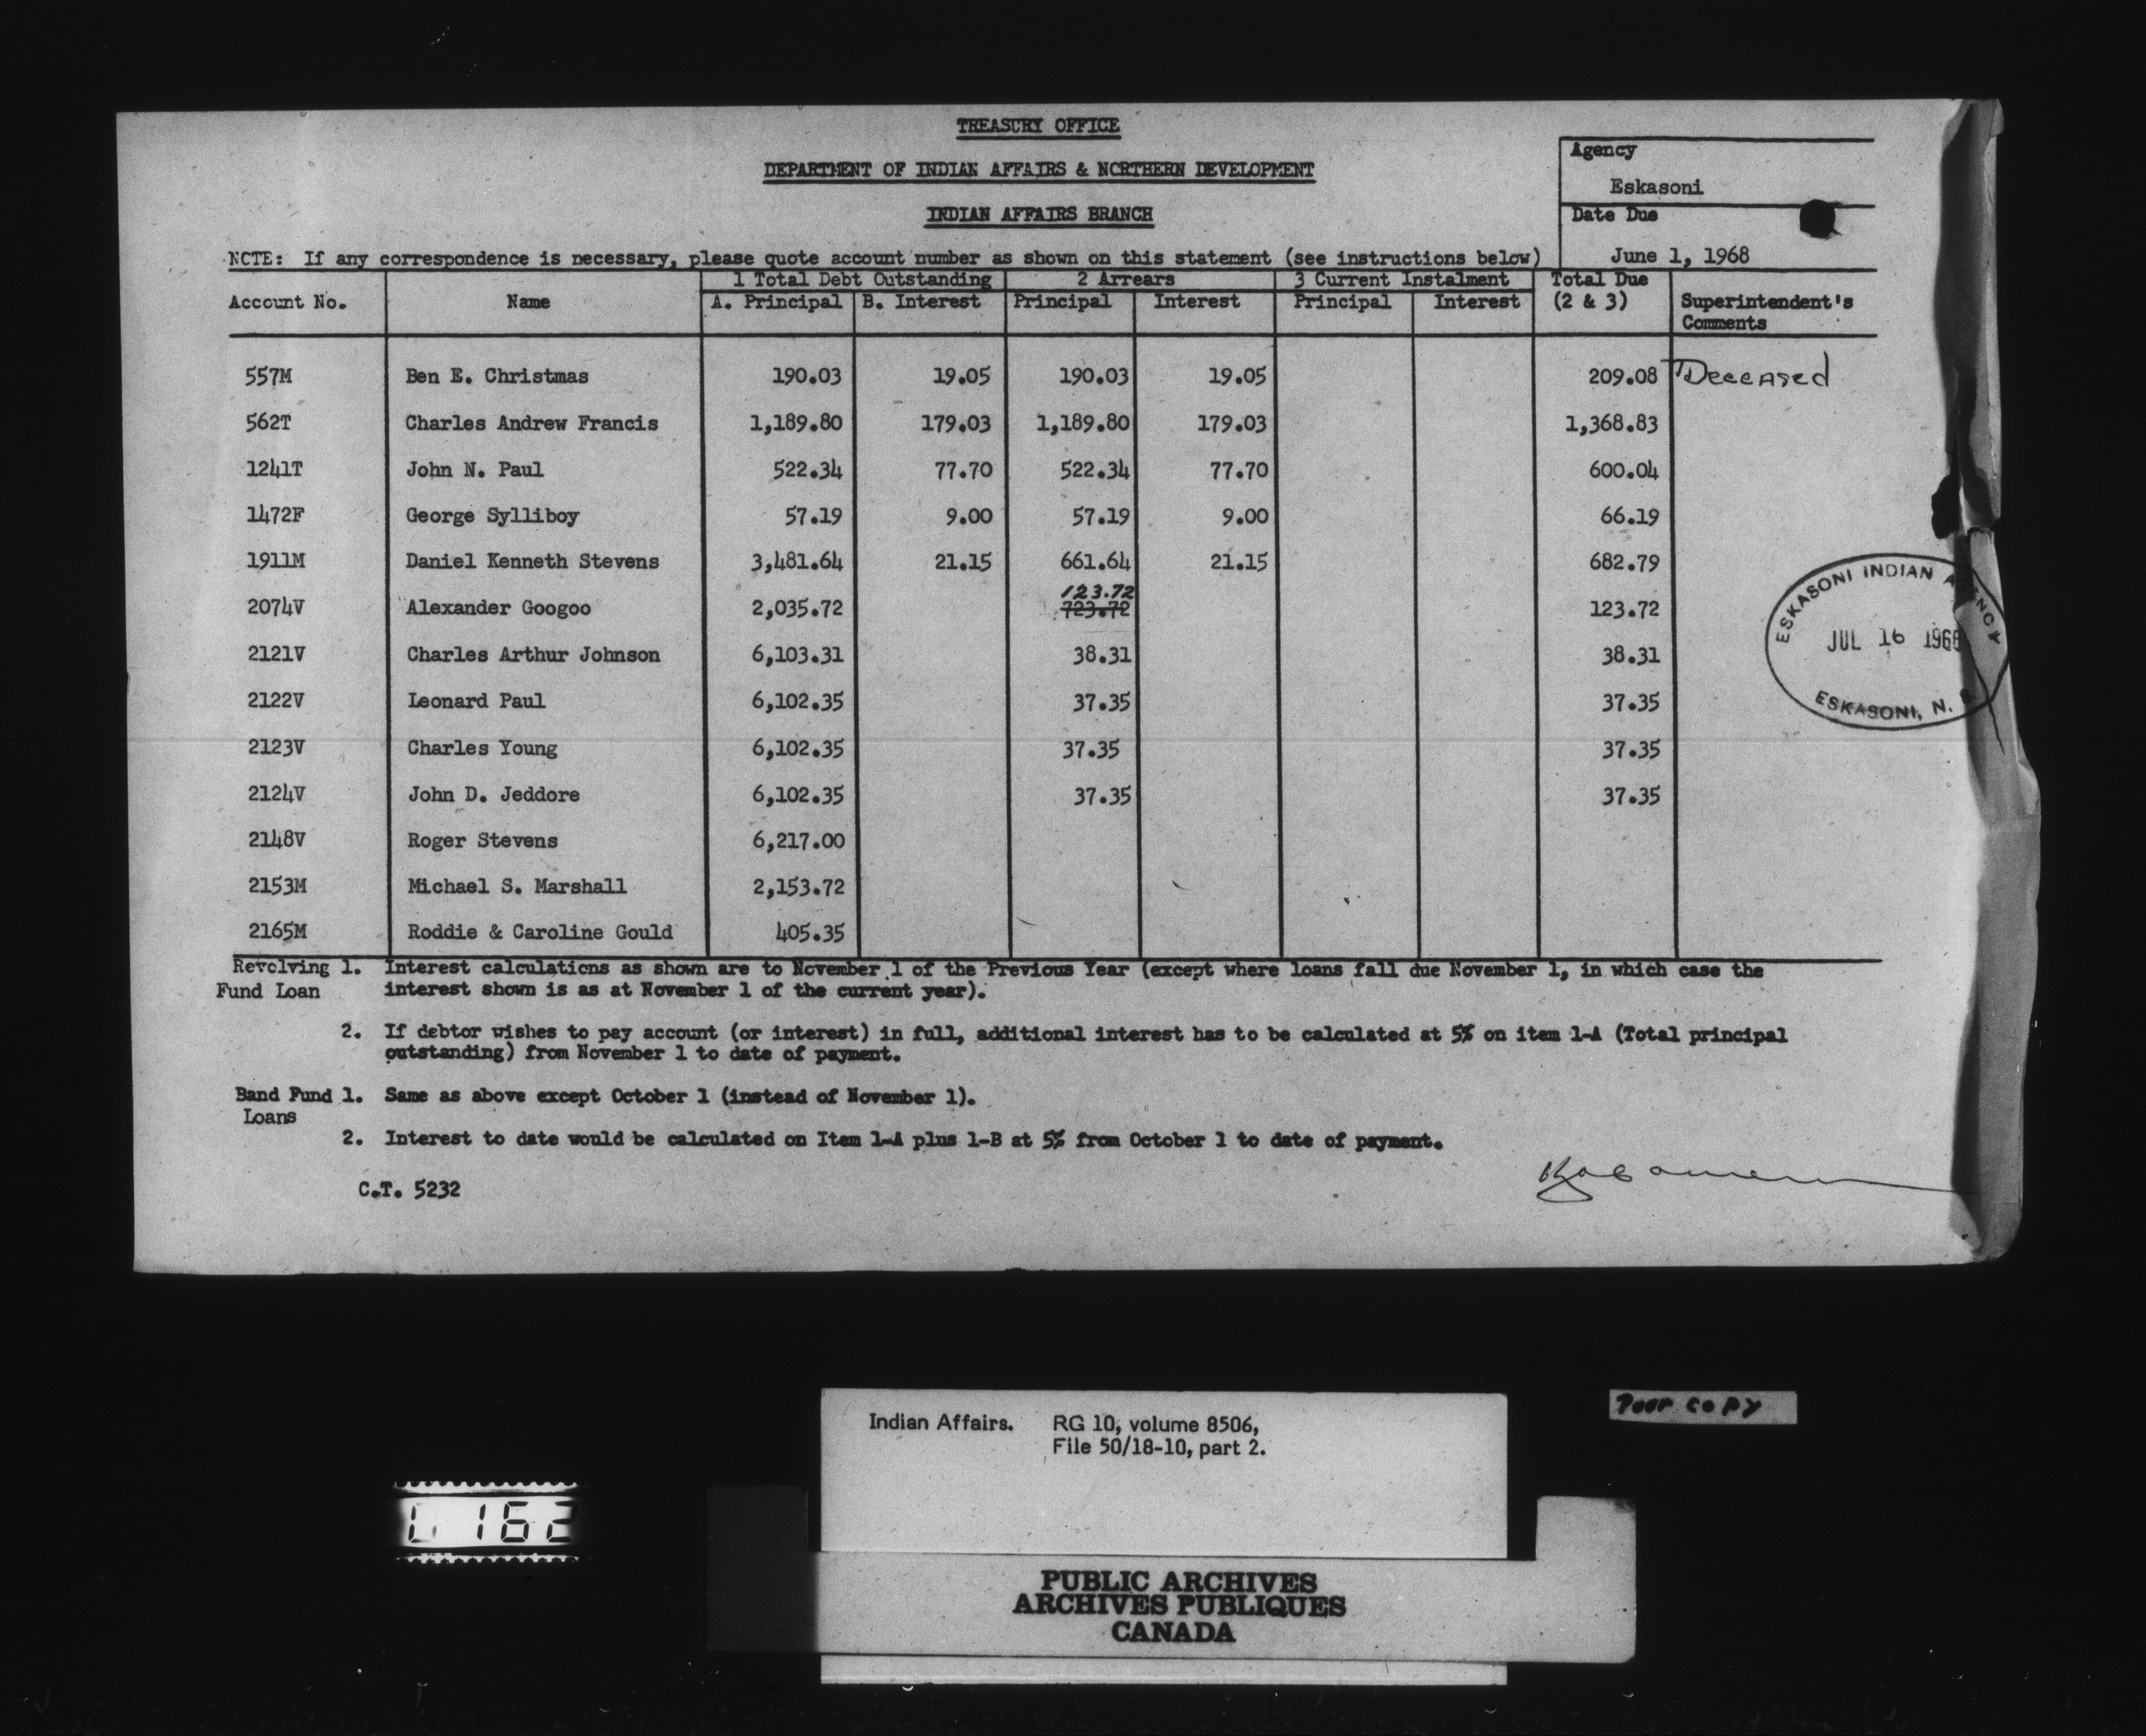 TREASURY OFFICE
DEPARTMENT OF INDIAN AFFAIRS & NORTHERN DEVELOPMENT
INDIAN AFFAIRS BRANCH
Agency
Eskasoni
Date Due
June 1, 1968
NOTE: If any correspondence is necessary, please quote account number as shown on this statement (see instructions below)
1 Total Debt Outstanding 2 Arrears 3 Current Instalment Total Due
Account No. Name A. Principal B. Interest Principal Interest Principal Interest (2 & 3) Superintendent's
Comments
557M Ben E. Christmas 190.03 19.05 190.03 19.05 209.08 Deceased
562T Charles Andrew Francis 1,189.80 179.03 1,189.80 179.03 1,368.83
1241T John N. Paul 522.34 77.70 522.34 77.70 600.04
1472F George Sylliboy 57.19 9.00 57.19 9.00 66.19
1911M Daniel Kenneth Stevens 3,481.64 21.15 661.64 21.15 682.79
123.72
2074V Alexander Googoo 2,035.72 723.72 123.72
2121V Charles Arthur Johnson 6,103.31 38.31 38.31
2122V Leonard Paul 6,102.35 37.35 37.35
2123V Charles Young 6,102.35 37.35 37.35
2124V John D. Jeddore 6,102.35 37.35 37.35
2148V Roger Stevens 6,217.00
2153M Michael S. Marshall 2,153.72
2165M Roddie & Caroline Gould 405.35
ESKASONI INDIAN AGENCY
JUL 16 1968
ESKASONI, N.
Revolving 1. Interest calculations as shown are to November 1 of the Previous Year (except where loans fall due November 1, in which case the
Fund Loan interest shown is as at November 1 of the current year).
2. If debtor wishes to pay account (or interest) in full, additional interest has to be calculated at 5% on item 1-A (Total principal
outstanding) from November 1 to date of payment.
Band Fund 1. Same as above except October 1 (instead of November 1).
Loans
2. Interest to date would be calculated on Item 1-A plus 1-B at 5% from October 1 to date of payment.
C.T. 5232
Indian Affairs. RG 10, volume 8506,
File 50/18-10, part 2.
Poor copy
162
PUBLIC ARCHIVES
ARCHIVES PUBLIQUES
CANADA